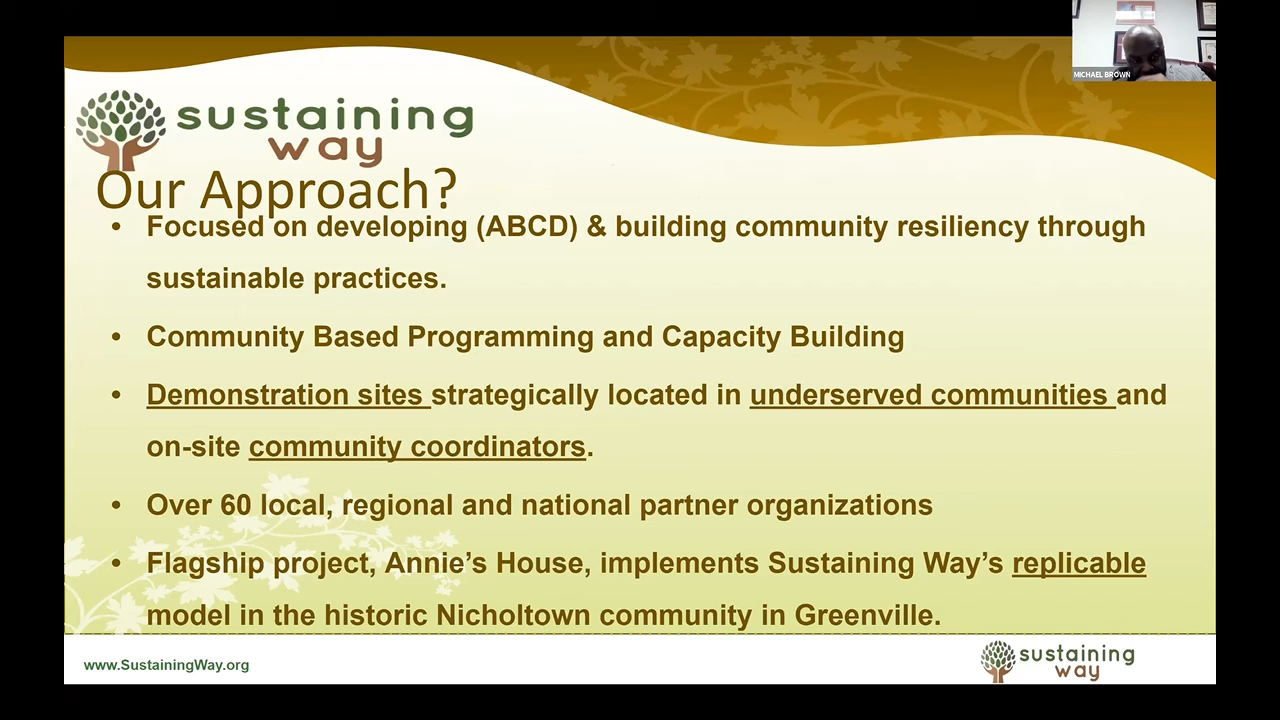 MICHAEL BROWN
sustaining
way
Our Approach?
• Focused on developing (ABCD) & building community resiliency through
sustainable practices.
• Community Based Programming and Capacity Building
• Demonstration sites strategically located in underserved communities and
on-site community coordinators.
• Over 60 local, regional and national partner organizations
• Flagship project, Annie’s House, implements Sustaining Way’s replicable
model in the historic Nicholtown community in Greenville.
www.SustainingWay.org
sustaining
way